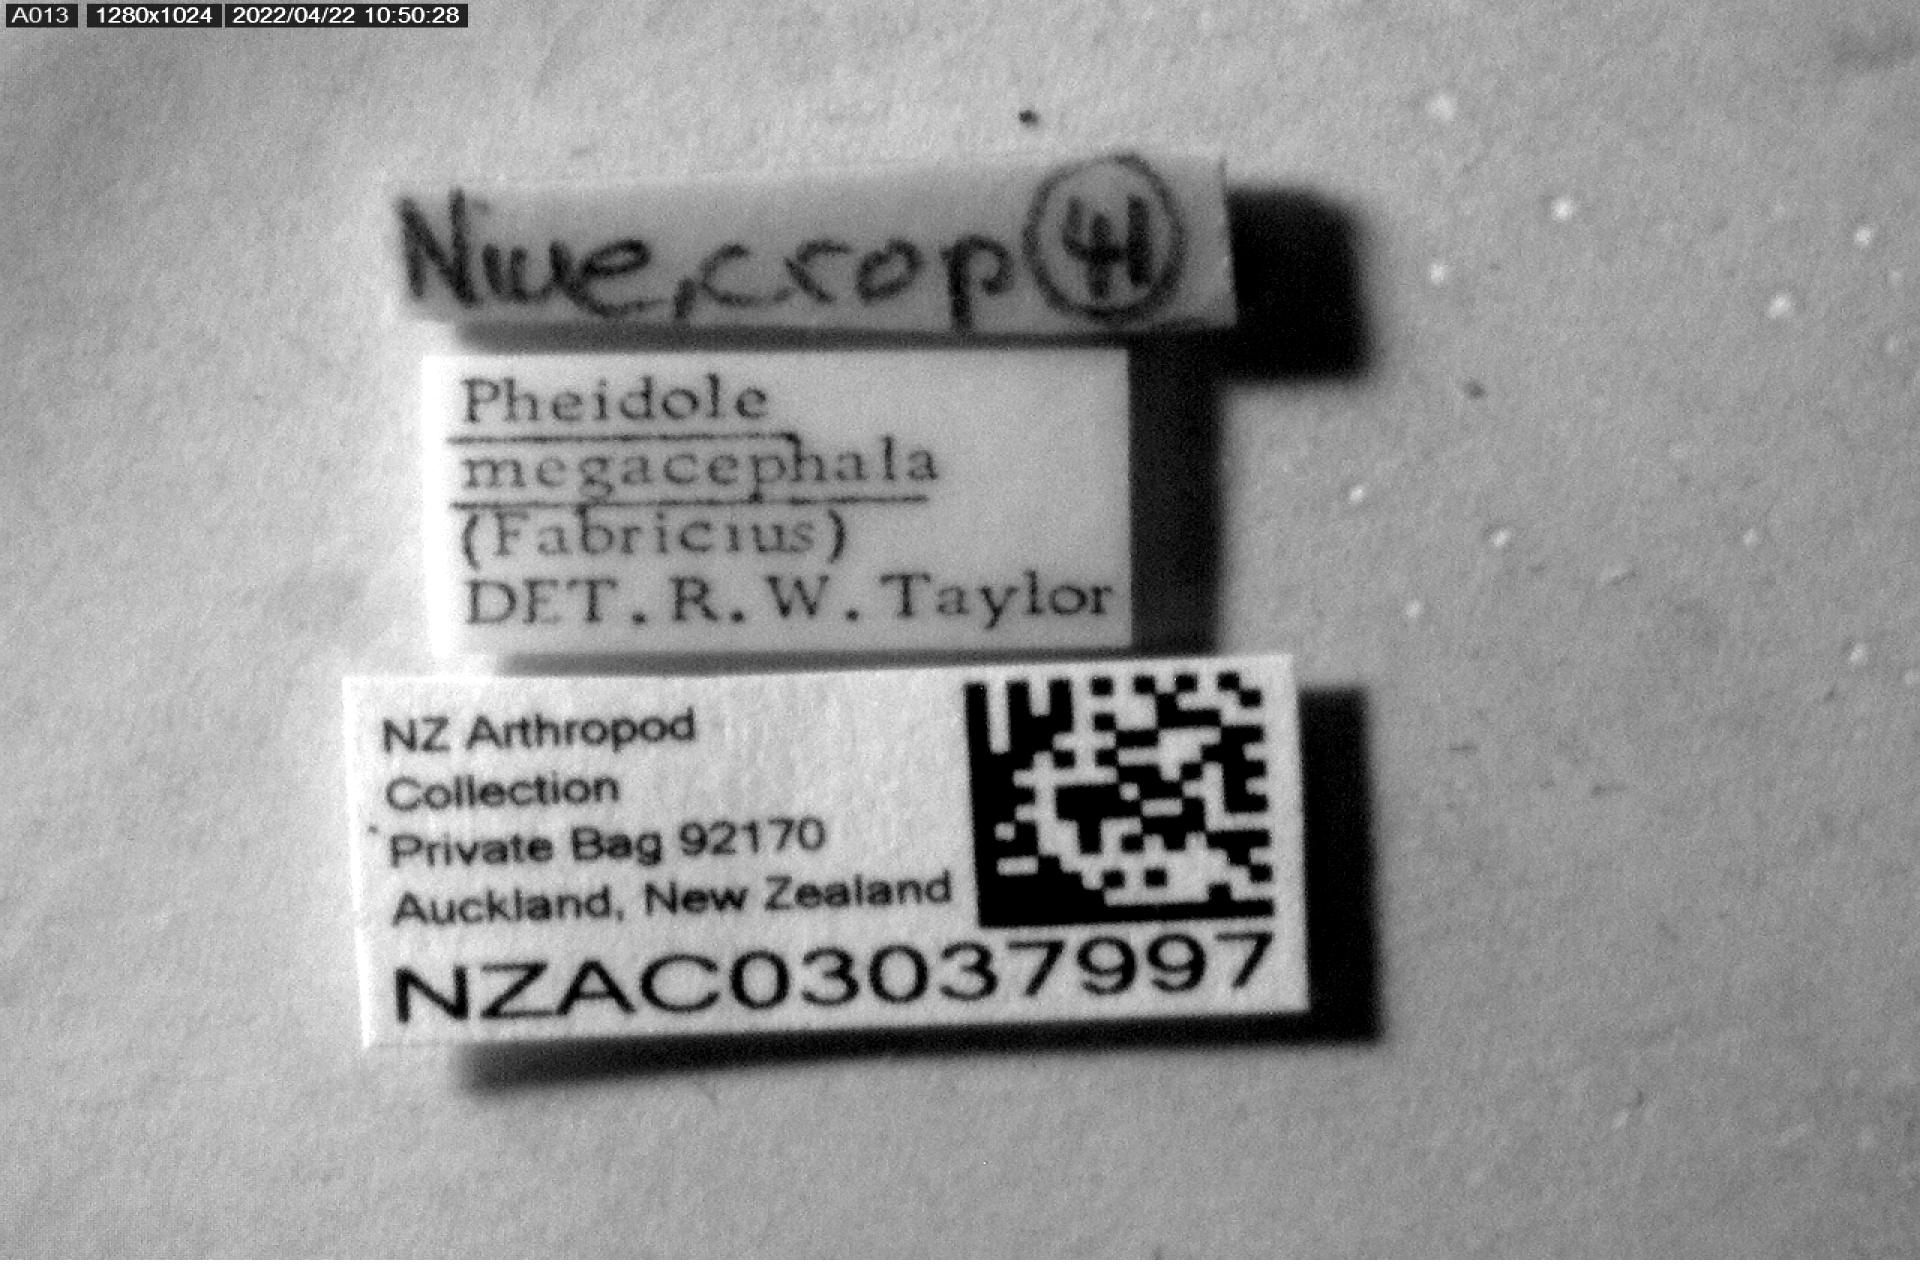 A013 1280x1024 2022/04/22 10:50:28
Niue, crop 41
Pheidole
megacephala
(Fabricius)
DET. R. W. Taylor
NZ Arthropod
Collection
Private Bag 92170
Auckland, New Zealand
NZAC03037997